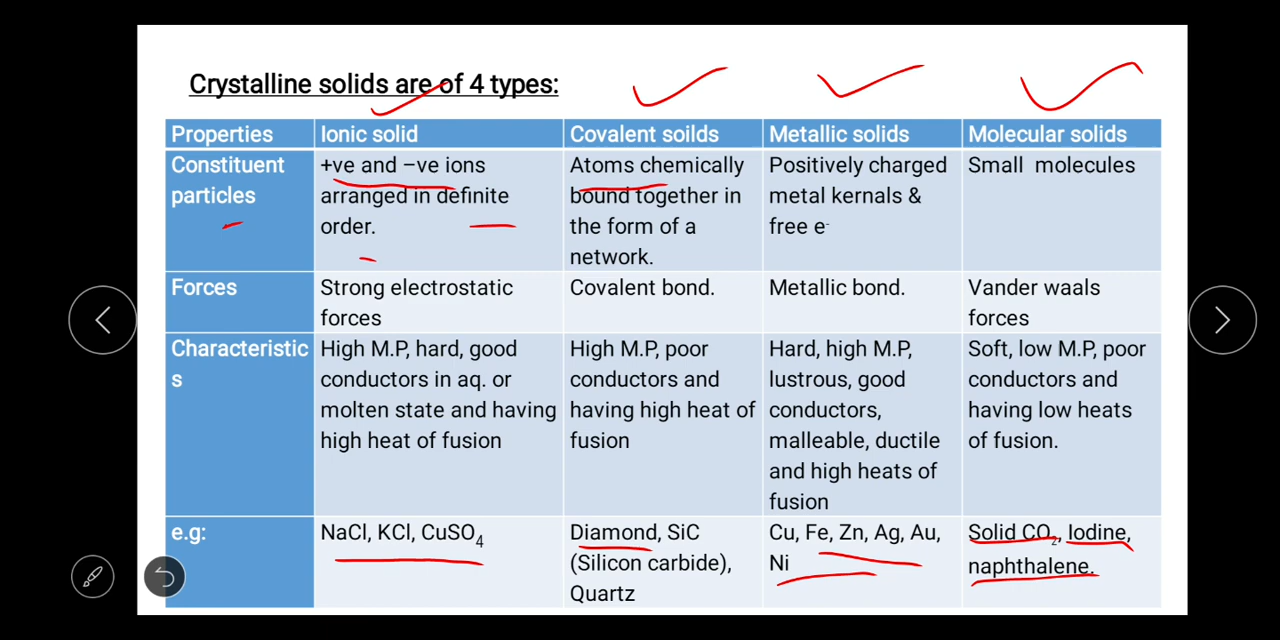 Crystalline solids are of 4 types:
Properties
Ionic solid
Covalent soilds
Metallic solids
Molecular solids
Constituent
particles
+ve and –ve ions
arranged in definite
order.
Atoms chemically
bound together in
the form of a
network.
Positively charged
metal kernals &
free e-
Small molecules
Forces
Strong electrostatic
forces
Covalent bond.
Metallic bond.
Vander waals
forces
Characteristic
s
High M.P, hard, good
conductors in aq. or
molten state and having
high heat of fusion
High M.P, poor
conductors and
having high heat of
fusion
Hard, high M.P,
lustrous, good
conductors,
malleable, ductile
and high heats of
fusion
Soft, low M.P, poor
conductors and
having low heats
of fusion.
e.g:
NaCl, KCl, CuSO4
Diamond, SiC
(Silicon carbide),
Quartz
Cu, Fe, Zn, Ag, Au,
Ni
Solid CO2, Iodine,
naphthalene.